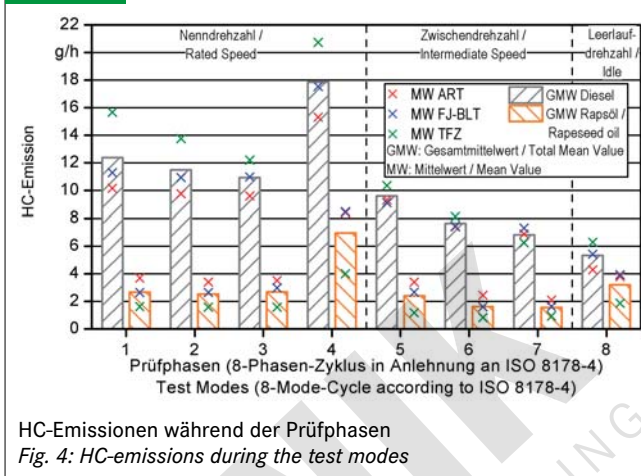 22
g/h
18
16
14
12
10
8
6
4
2
0
HC-Emission
Nenndrehzahl /
Rated Speed
Zwischendrehzahl /
Intermediate Speed
Leerlauf-
drehzahl /
Idle
MW ART
MW FJ-BLT
MW TFZ
GMW Diesel
GMW Rapsöl /
Rapeseed oil
GMW: Gesamtmittelwert / Total Mean Value
MW: Mittelwert / Mean Value
1 2 3 4 5 6 7 8
Prüfphasen (8-Phasen-Zyklus in Anlehnung an ISO 8178-4)
Test Modes (8-Mode-Cycle according to ISO 8178-4)
HC-Emissionen während der Prüfphasen
Fig. 4: HC-emissions during the test modes